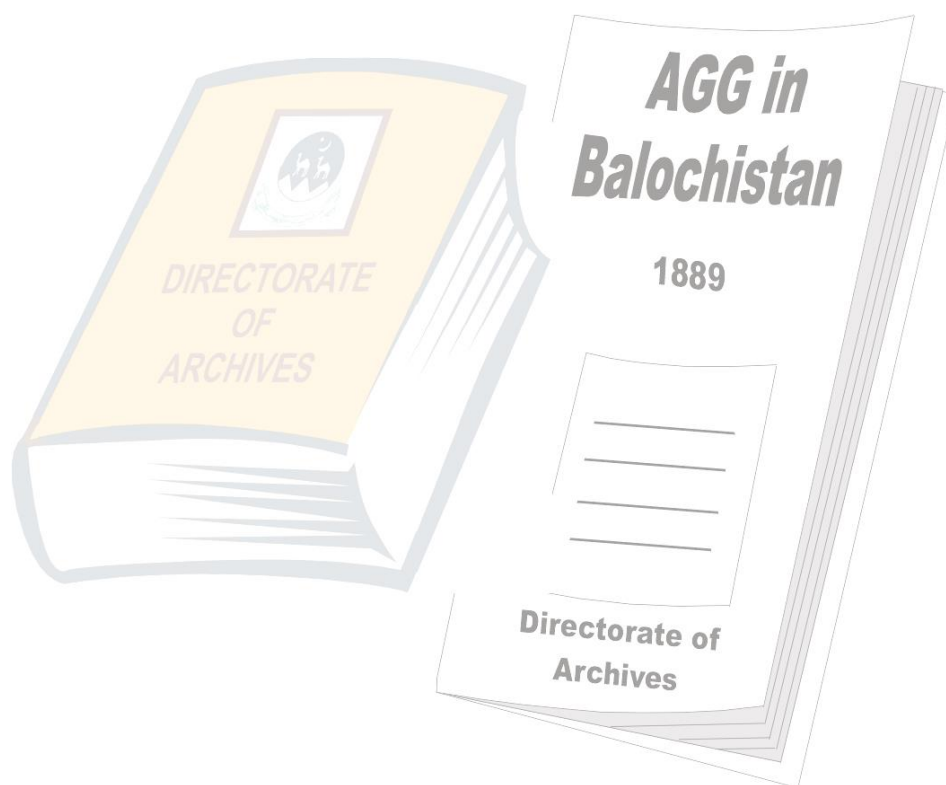 DIRECTORATE
OF
ARCHIVES
AGG in
Balochistan
1889
Directorate of
Archives